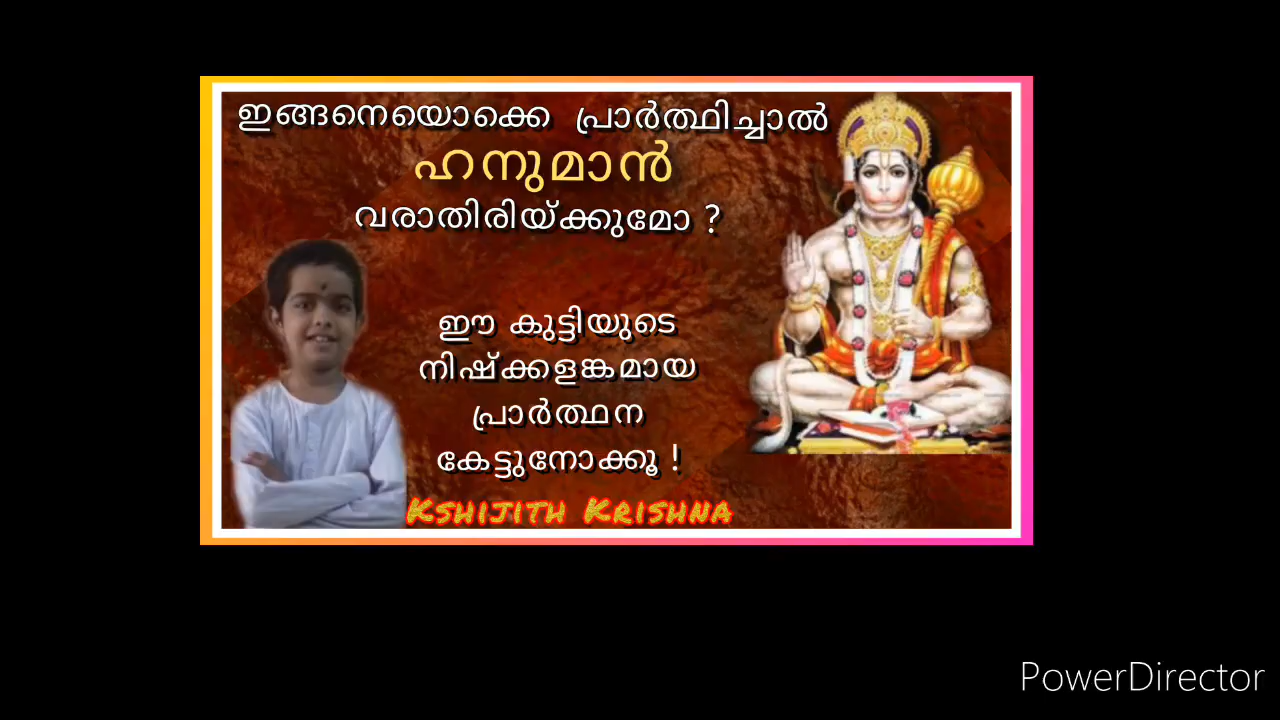 ഇങ്ങനെയൊക്കെ പ്രാർത്ഥിച്ചാൽ
ഹനുമാൻ
വരാതിരിയ്ക്കുമോ ?
ഈ കുട്ടിയുടെ
നിഷ്ക്കളങ്കമായ
പ്രാർത്ഥന
കേട്ടുനോക്കൂ !
Kshijith Krishna
PowerDirector